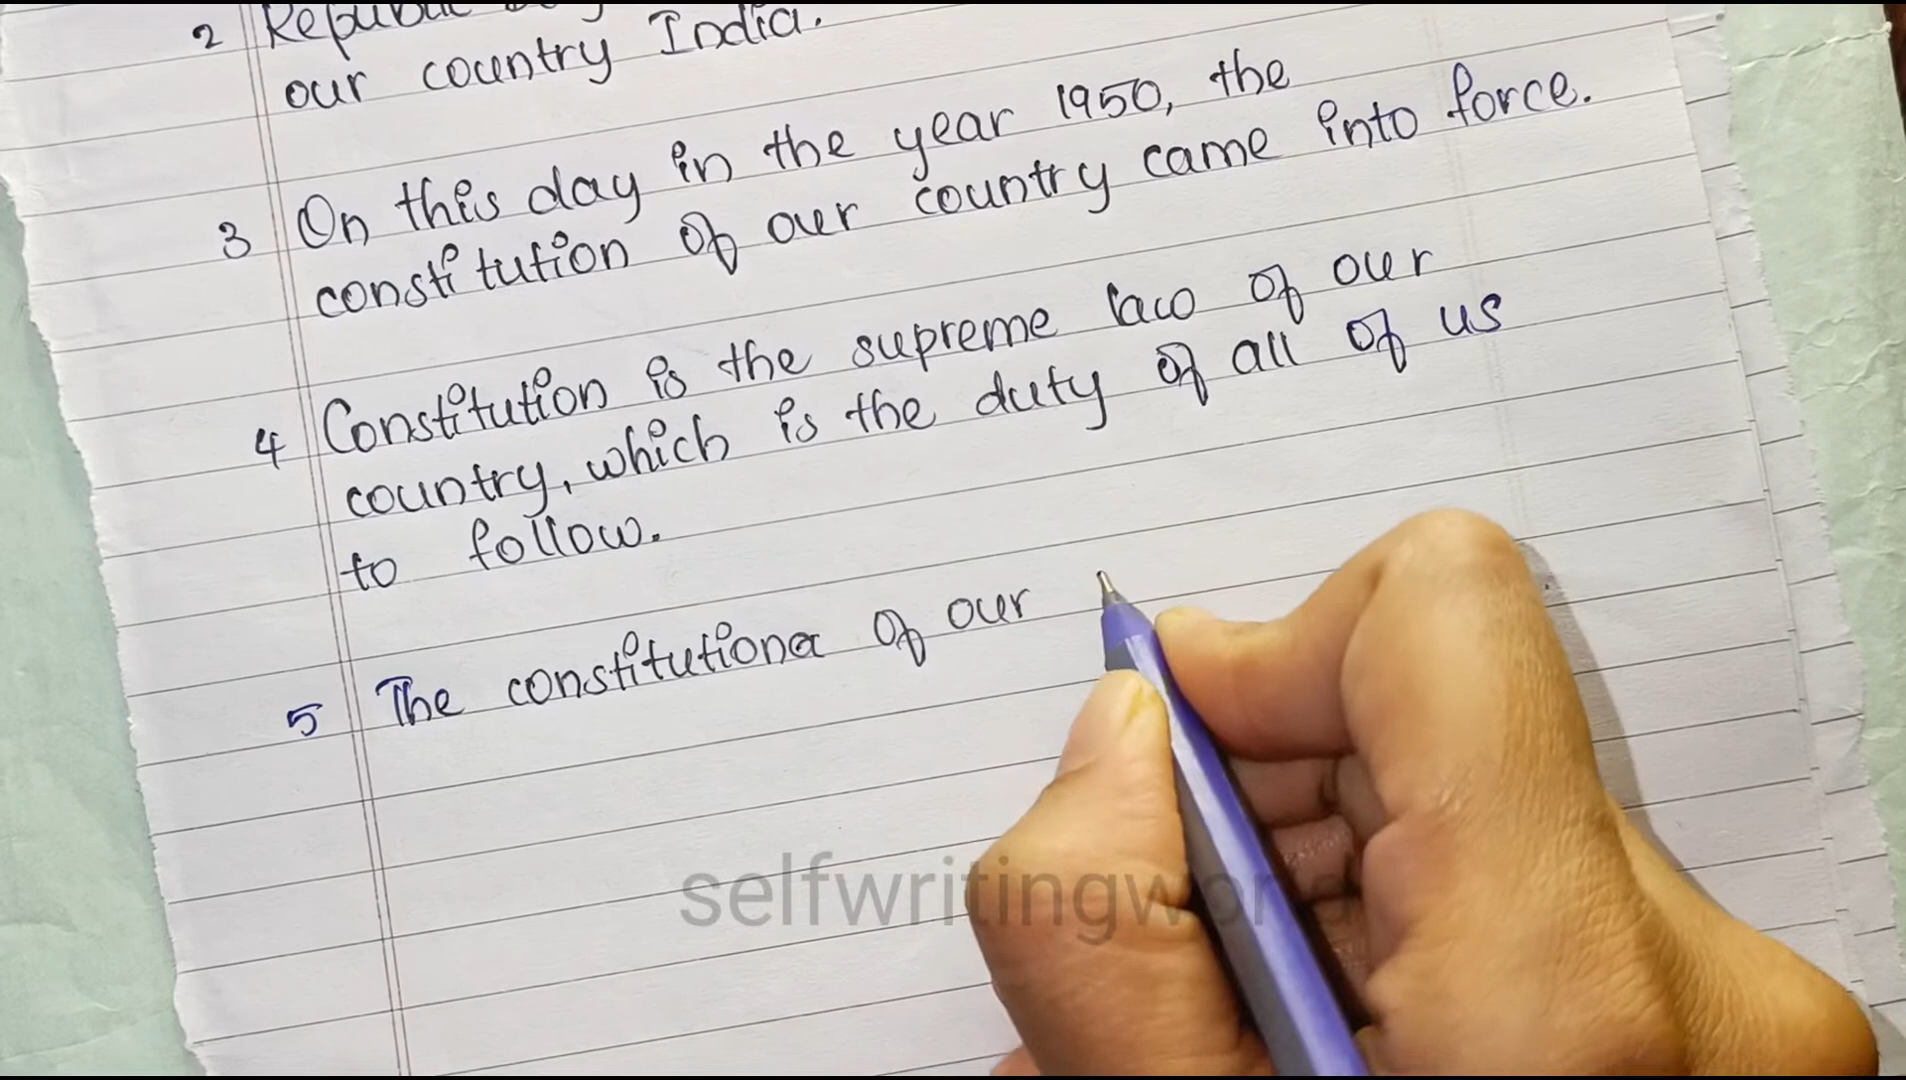 2 Republic
our country India.
3 On this day in the year 1950, the
constitution of our country came into force.
4 Constitution is the supreme law of our
country, which is the duty of all of us
to follow.
5 The constitutiona of our
selfwritingworld